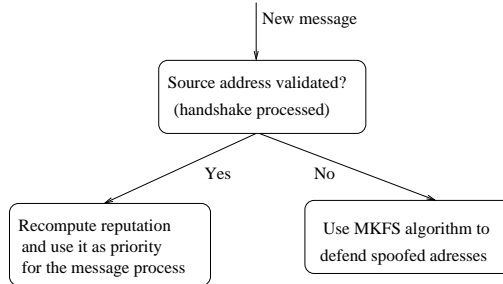 New message
Source address validated?
(handshake processed)
Yes
No
Recompute reputation
and use it as priority
for the message process
Use MKFS algorithm to
defend spoofed adresses